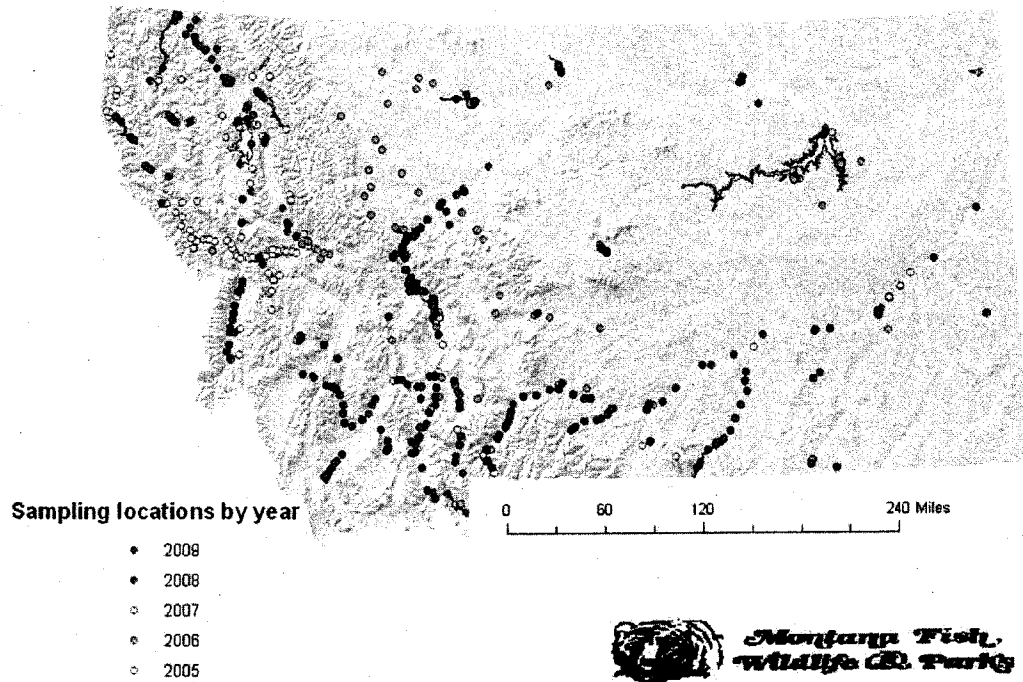 Sampling locations by year
2009
2008
2007
2006
2005
0 60 120 240 Miles
Montana Fish,
Wildlife & Parks